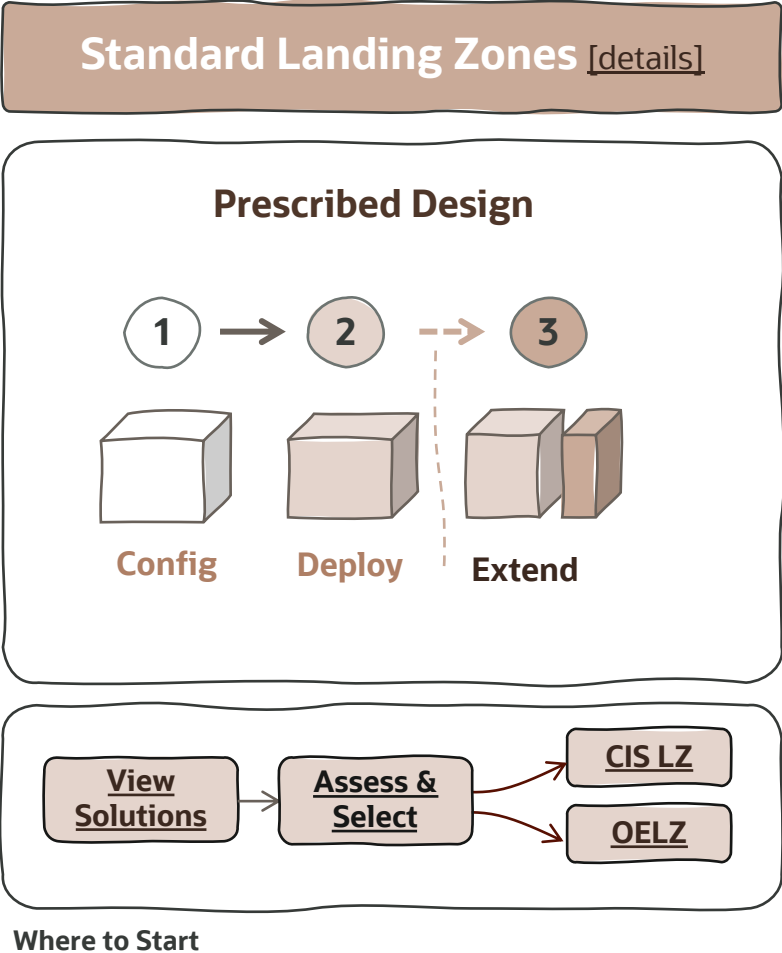 Standard Landing Zones [details]
Prescribed Design
1 2 3
Config Deploy Extend
View
Solutions
Assess &
Select
CIS LZ
OELZ
Where to Start